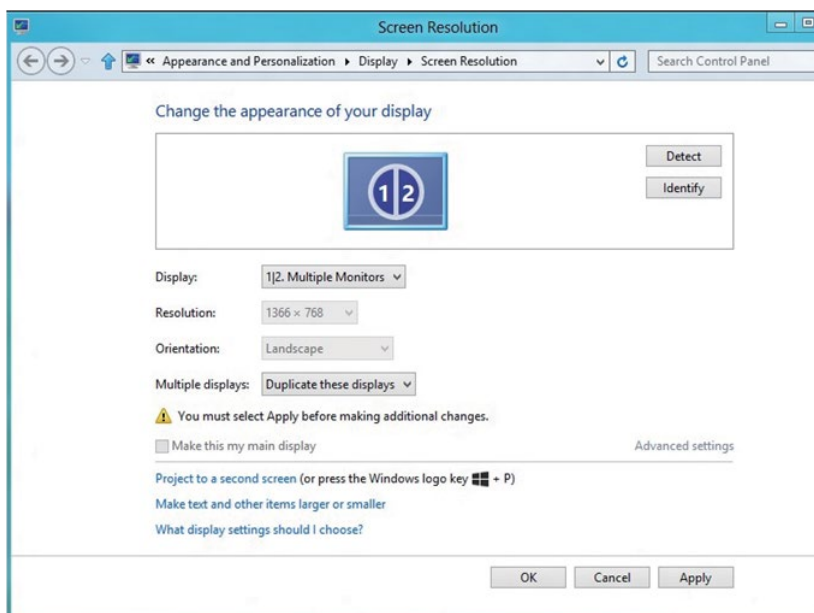 Screen Resolution
« Appearance and Personalization ▸ Display ▸ Screen Resolution
Search Control Panel
Change the appearance of your display
1|2
Detect
Identify
Display: 1|2. Multiple Monitors
Resolution: 1366 × 768
Orientation: Landscape
Multiple displays: Duplicate these displays
You must select Apply before making additional changes.
Make this my main display
Advanced settings
Project to a second screen (or press the Windows logo key + P)
Make text and other items larger or smaller
What display settings should I choose?
OK Cancel Apply